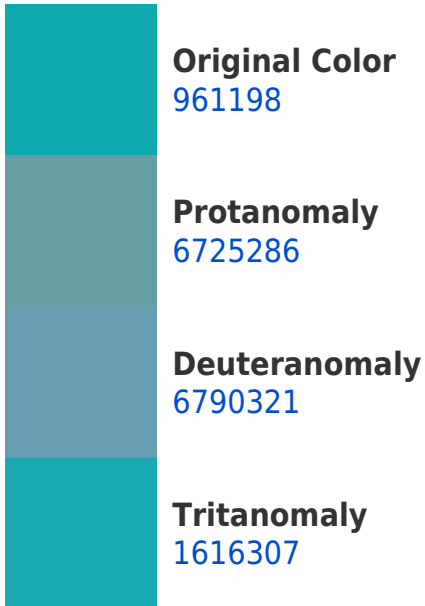 Original Color
961198
Protanomaly
6725286
Deuteranomaly
6790321
Tritanomaly
1616307